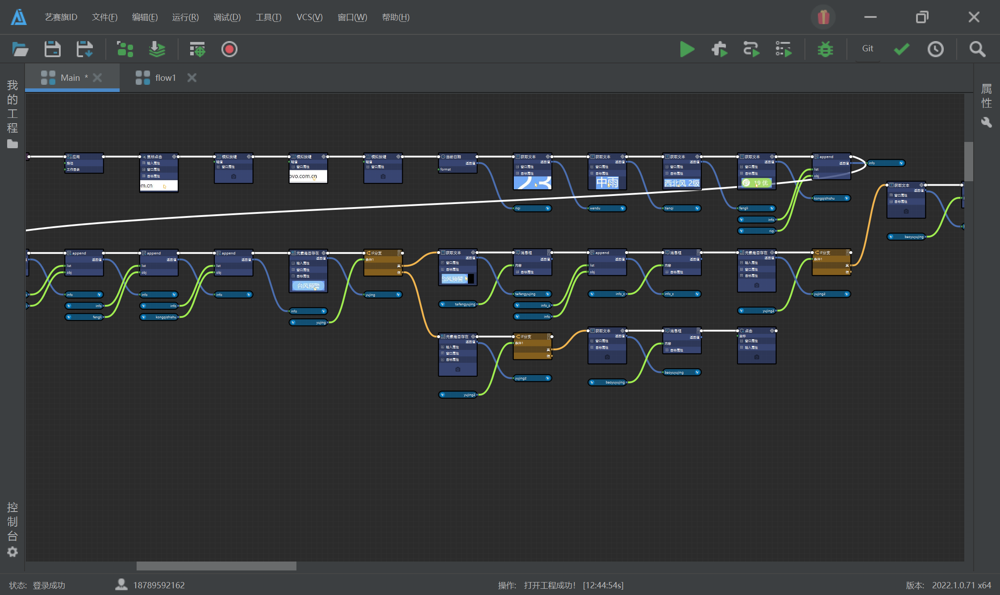 艺赛旗ID 文件(F) 编辑(E) 运行(R) 调试(D) 工具(T) VCS(V) 窗口(W) 帮助(H)
Git
Main * flow1
我的工程
属性
应用 鼠标点击 模拟按键 模拟按键 模拟按键 当前日期 获取文本 获取文本 获取文本 获取文本 append
路径 输入属性 键值 键值 键值 返回值 返回值 返回值 返回值 返回值 返回值 info
工作目录 窗口属性 窗口属性 窗口属性 窗口属性 format 窗口属性 窗口属性 窗口属性 窗口属性 list
目标属性 目标属性 目标属性 目标属性 目标属性 obj
om.cn ovo.com.cn 23 中雨 西北风 2级 19 优
获取文本
返回值
窗口属性
目标属性
kongqizhishu
riqi wendu tianqi fengli
info
riqi
baoyuyujing
append append append 元素是否存在 IF分支 获取文本 消息框 append 消息框 元素是否存在 IF分支
返回值 返回值 返回值 返回值 条件1 返回值 返回值 返回值 返回值 返回值 条件1
list list list 输入属性 真 窗口属性 内容 list 内容 输入属性 真
obj obj obj 窗口属性 假 目标属性 目标属性 obj 目标属性 窗口属性 假
目标属性 目标属性
台风预警 台风预警
info info info yujing taifengyujing info_z info_z yujing2
info info taifengyujing info_z
fengli kongqizhishu info yujing info yujing2
元素是否存在 IF分支 获取文本 消息框 点击
返回值 条件1 返回值 返回值 坐标
输入属性 真 窗口属性 内容 窗口属性
窗口属性 假 目标属性 目标属性 输入属性
目标属性
yujing2 baoyuyujing
yujing2 baoyuyujing
控制台
状态: 登录成功 18789592162 操作: 打开工程成功! [12:44:54s] 版本: 2022.1.0.71 x64